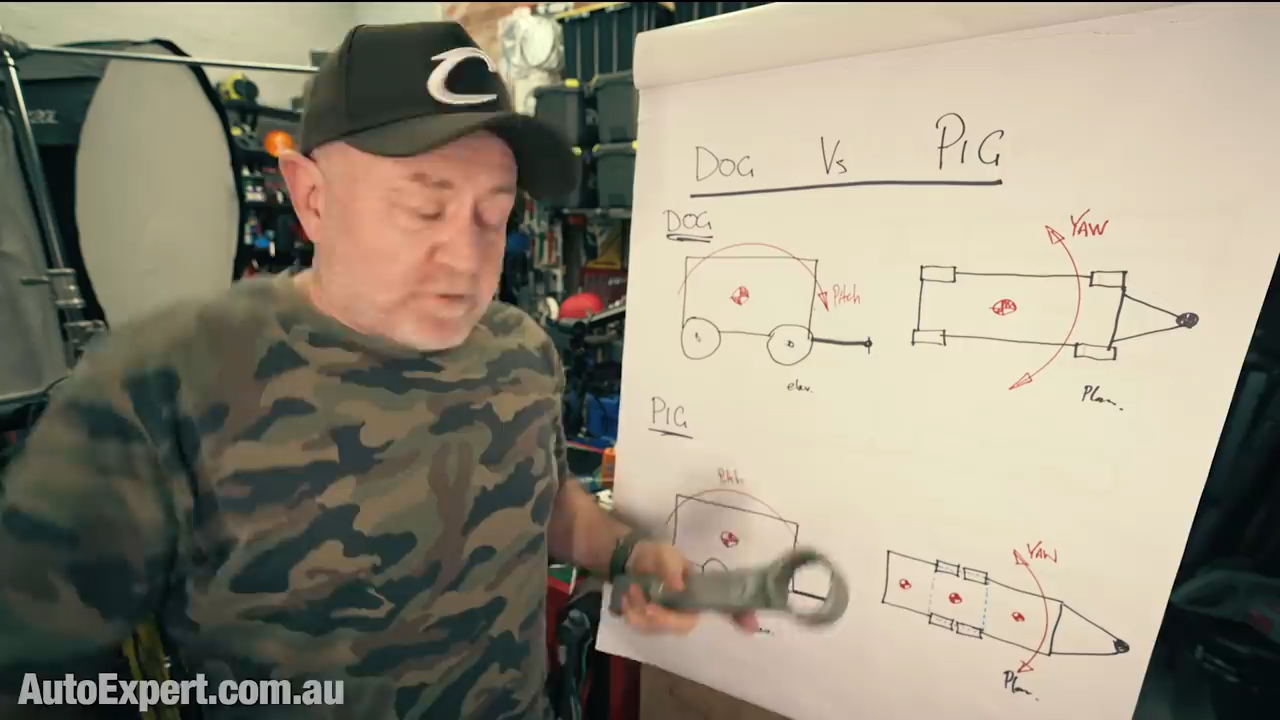 DOG Vs PIG
DOG
YAW
Pitch
elev.
Plan.
PIG
Pitch
YAW
Plan.
AutoExpert.com.au